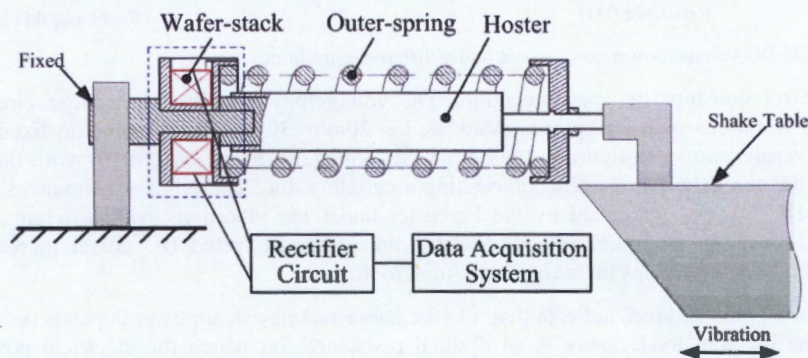 Wafer-stack
Outer-spring
Hoster
Fixed
Shake Table
Rectifier
Circuit
Data Acquisition
System
Vibration